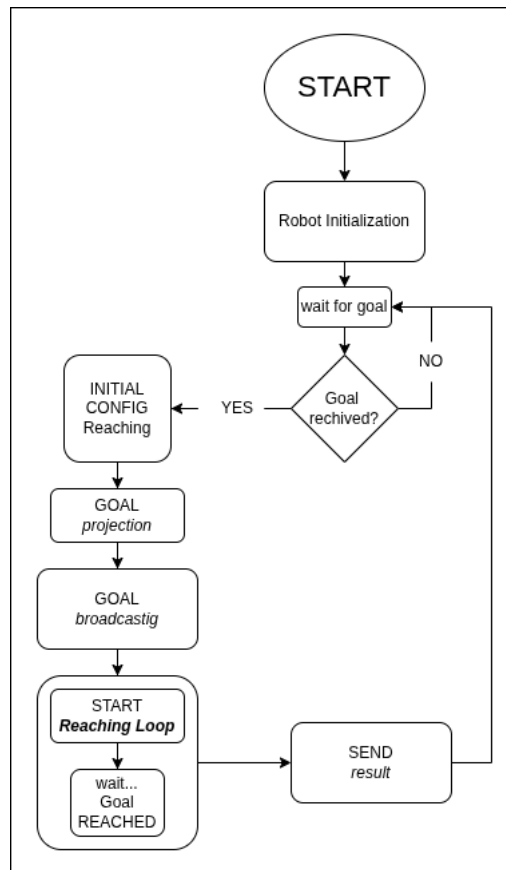 START
Robot Initialization
wait for goal
NO
Goal
rechived?
YES
INITIAL
CONFIG
Reaching
GOAL
projection
GOAL
broadcastig
START
Reaching Loop
wait...
Goal
REACHED
SEND
result